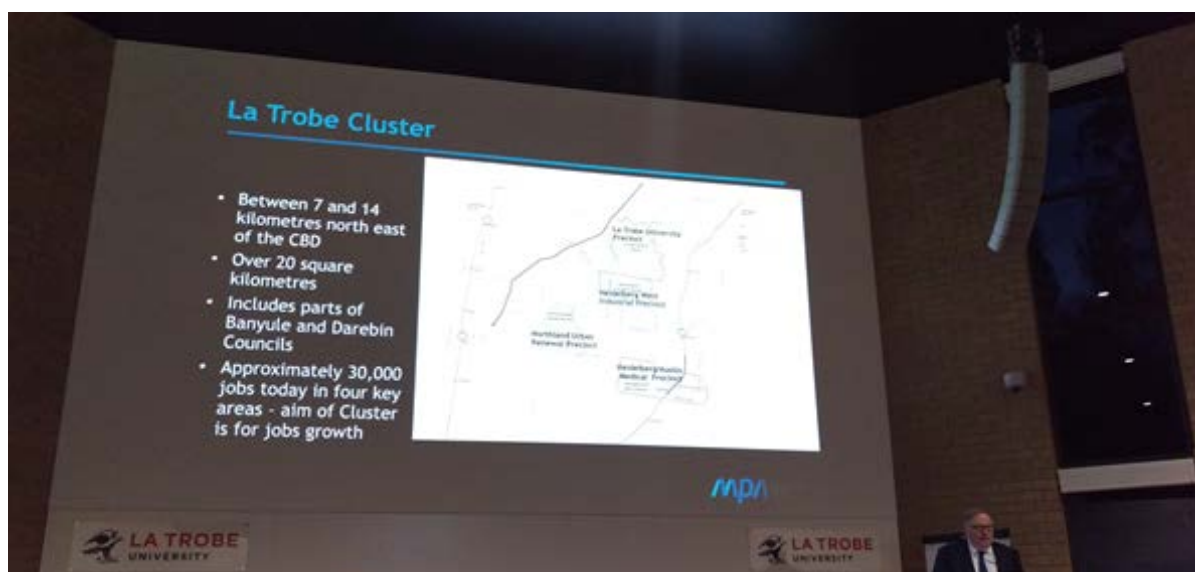 La Trobe Cluster
• Between 7 and 14
kilometres north east
of the CBD
• Over 20 square
kilometres
• Includes parts of
Banyule and Darebin
Councils
• Approximately 30,000
jobs today in four key
areas - aim of Cluster
is for jobs growth
La Trobe University
Precinct
Heidelberg West
Industrial Precinct
Northland Urban
Renewal Precinct
Heidelberg/Austin
Medical Precinct
MPA
LA TROBE
UNIVERSITY
LA TROBE
UNIVERSITY